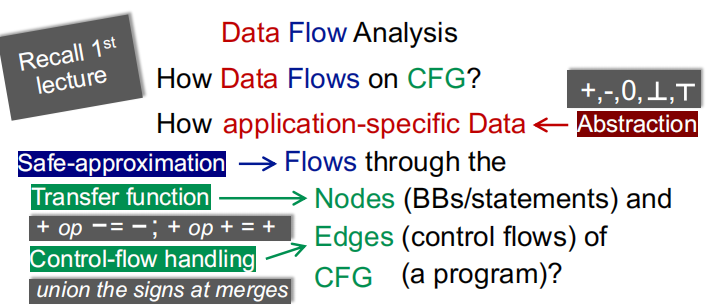 Recall 1st
lecture
Data Flow Analysis
How Data Flows on CFG?
+,-,0,⊥,⊤
How application-specific Data ← Abstraction
Safe-approximation → Flows through the
Transfer function → Nodes (BBs/statements) and
+ op − = − ; + op + = +
Edges (control flows) of
Control-flow handling →
CFG (a program)?
union the signs at merges